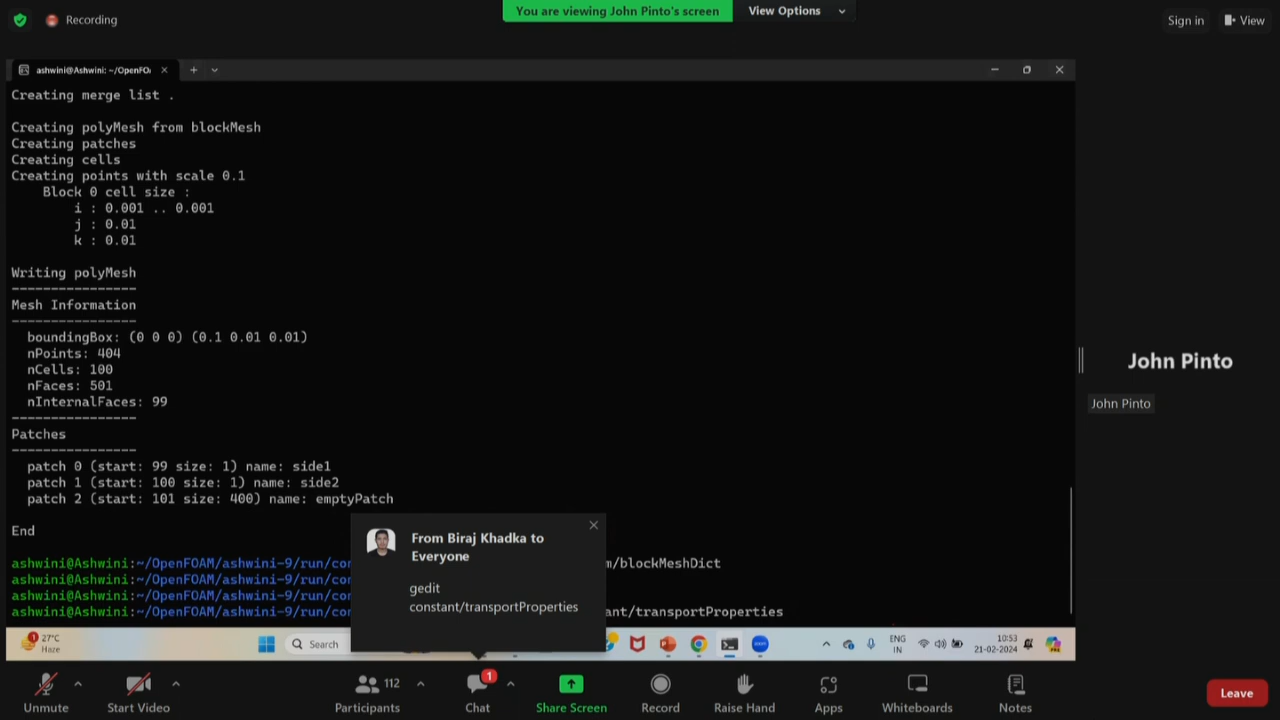 Recording
You are viewing John Pinto's screen
View Options
Sign in
View
ashwini@Ashwini: ~/OpenFO
Creating merge list .
Creating polyMesh from blockMesh
Creating patches
Creating cells
Creating points with scale 0.1
Block 0 cell size :
i : 0.001 .. 0.001
j : 0.01
k : 0.01
Writing polyMesh
----------------
Mesh Information
----------------
boundingBox: (0 0 0) (0.1 0.01 0.01)
nPoints: 404
nCells: 100
nFaces: 501
nInternalFaces: 99
----------------
Patches
----------------
patch 0 (start: 99 size: 1) name: side1
patch 1 (start: 100 size: 1) name: side2
patch 2 (start: 101 size: 400) name: emptyPatch
End
ashwini@Ashwini:~/OpenFOAM/ashwini-9/run/co m/blockMeshDict
ashwini@Ashwini:~/OpenFOAM/ashwini-9/run/co
ashwini@Ashwini:~/OpenFOAM/ashwini-9/run/co
ashwini@Ashwini:~/OpenFOAM/ashwini-9/run/co ant/transportProperties
From Biraj Khadka to
Everyone
gedit
constant/transportProperties
John Pinto
John Pinto
1
27°C
Haze
Search
ENG
IN
10:53
21-02-2024
Unmute
Start Video
112
Participants
1
Chat
Share Screen
Record
Raise Hand
Apps
Whiteboards
Notes
Leave